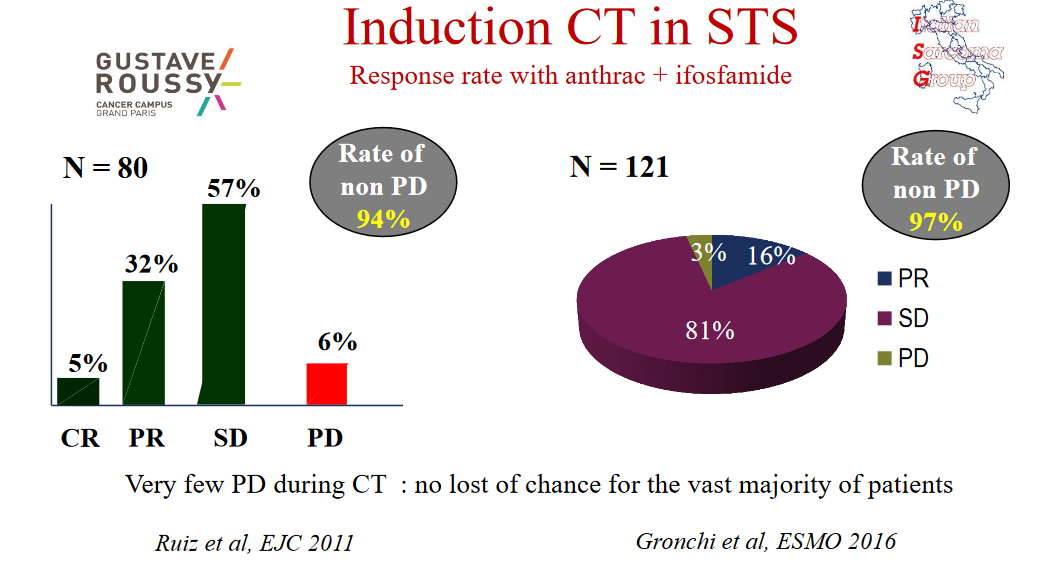 Induction CT in STS
Response rate with anthrac + ifosfamide
GUSTAVE
ROUSSY
CANCER CAMPUS
GRAND PARIS
Italian
Sarcoma
Group
N = 80
Rate of
non PD
94%
5%
32%
57%
6%
CR PR SD PD
N = 121
Rate of
non PD
97%
3%
16%
81%
PR
SD
PD
Very few PD during CT : no lost of chance for the vast majority of patients
Ruiz et al, EJC 2011
Gronchi et al, ESMO 2016